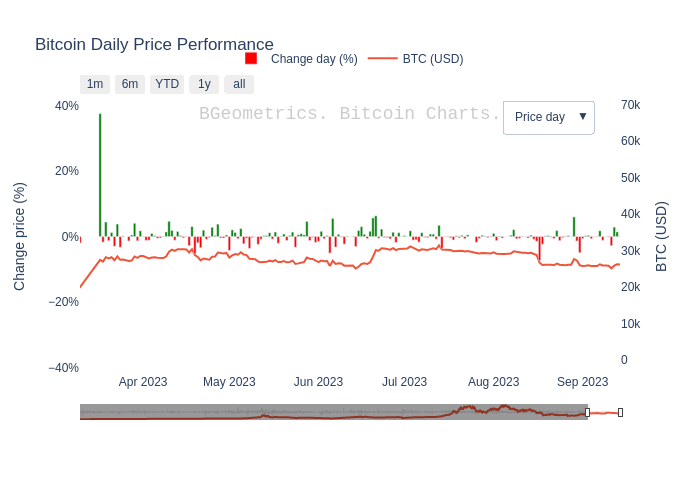 Bitcoin Daily Price Performance
Change day (%) BTC (USD)
1m 6m YTD 1y all
BGeometrics. Bitcoin Charts.
Price day ▼
40%
20%
0%
−20%
−40%
Change price (%)
70k
60k
50k
40k
30k
20k
10k
0
BTC (USD)
Apr 2023 May 2023 Jun 2023 Jul 2023 Aug 2023 Sep 2023